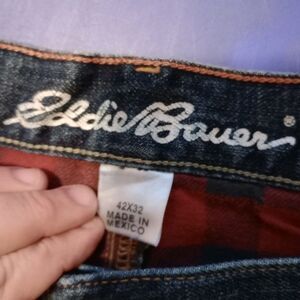 Eddie Bauer ®
42X32
MADE IN
MEXICO